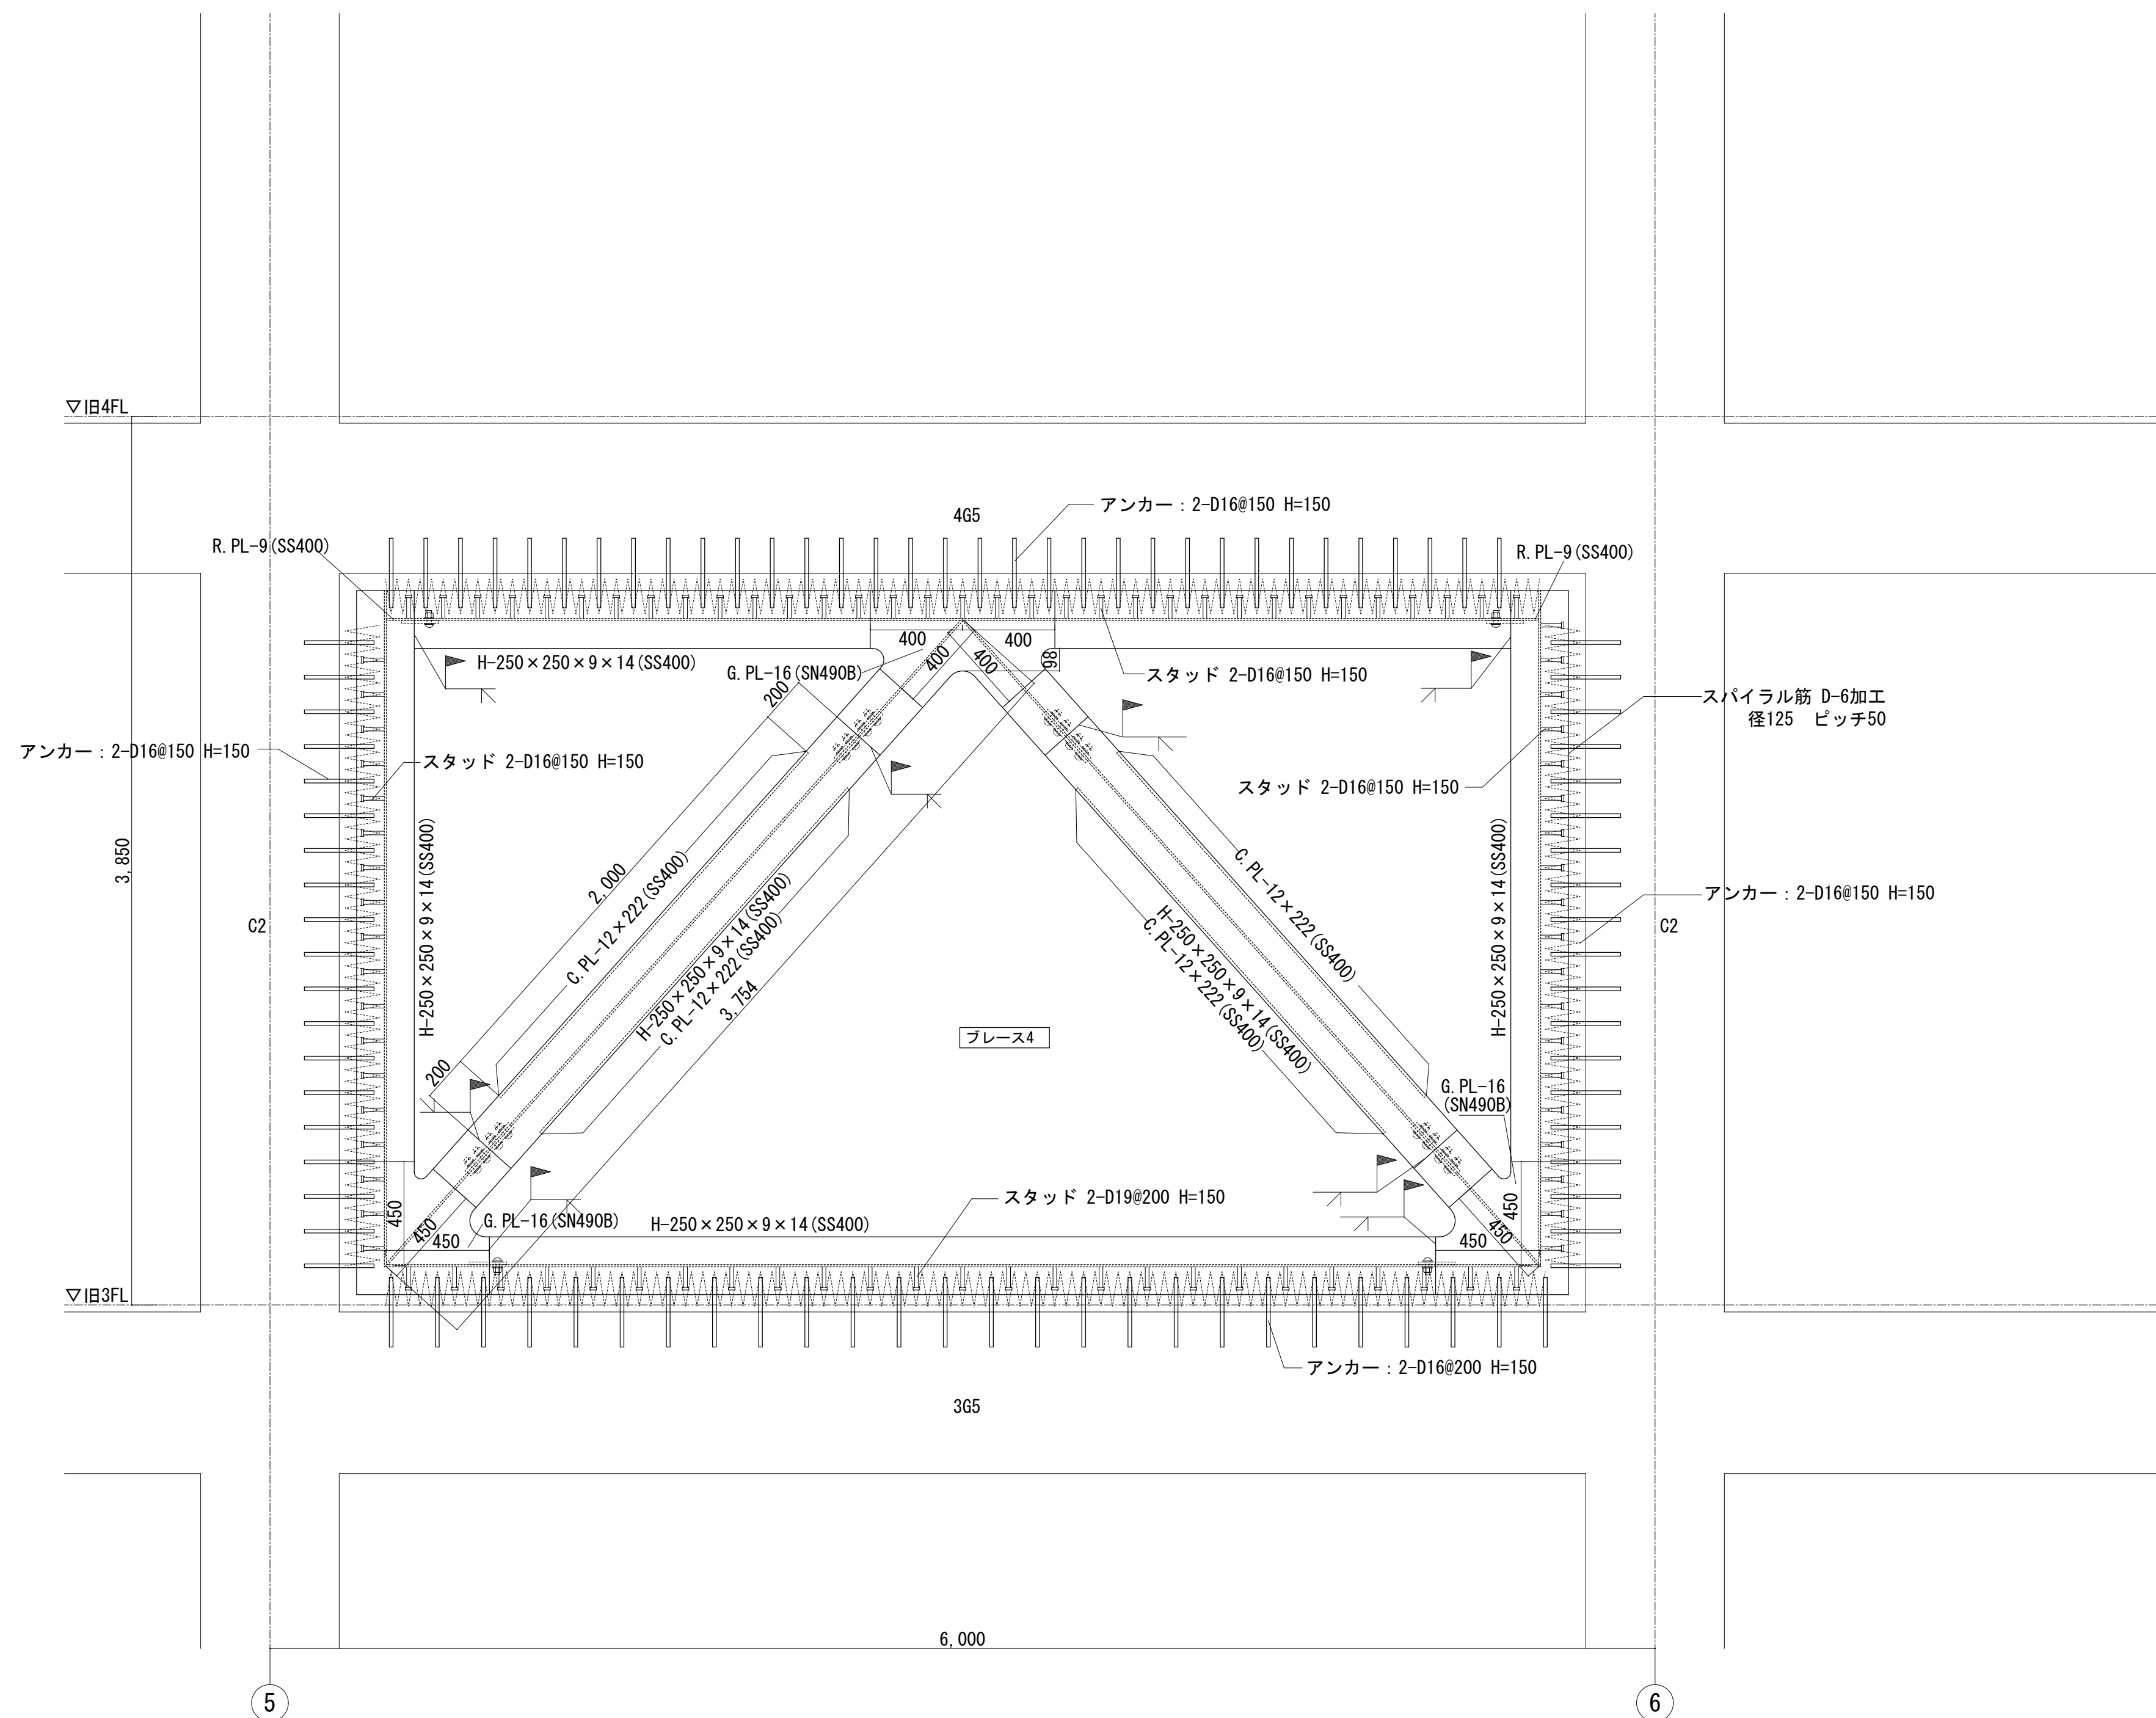 ▽旧4FL
アンカー：2-D16@150 H=150
4G5
R.PL-9(SS400)
R.PL-9(SS400)
400
400
400
400
98
H-250×250×9×14(SS400)
G.PL-16(SN490B)
スタッド 2-D16@150 H=150
200
スパイラル筋 D-6加工
径125 ピッチ50
アンカー：2-D16@150 H=150
スタッド 2-D16@150 H=150
スタッド 2-D16@150 H=150
3,850
H-250×250×9×14(SS400)
2,000
C.PL-12×222(SS400)
H-250×250×9×14(SS400)
C.PL-12×222(SS400)
3,754
C.PL-12×222(SS400)
H-250×250×9×14(SS400)
C.PL-12×222(SS400)
H-250×250×9×14(SS400)
アンカー：2-D16@150 H=150
C2
C2
ブレース4
200
G.PL-16
(SN490B)
450
450
450
G.PL-16(SN490B)
H-250×250×9×14(SS400)
スタッド 2-D19@200 H=150
450
450
450
▽旧3FL
アンカー：2-D16@200 H=150
3G5
6,000
5
6